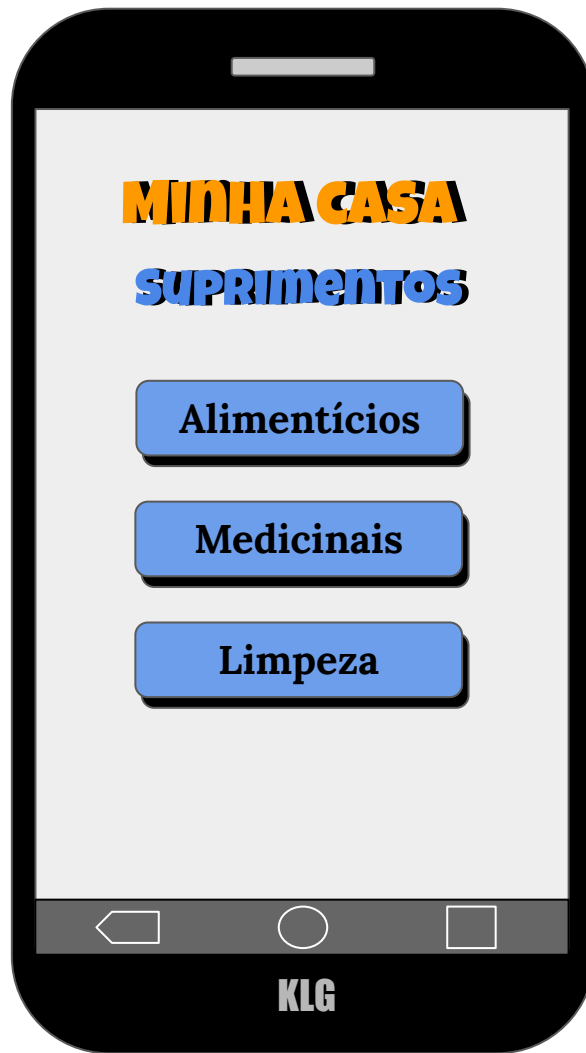 MINHA CASA
SUPRIMENTOS
Alimentícios
Medicinais
Limpeza
KLG